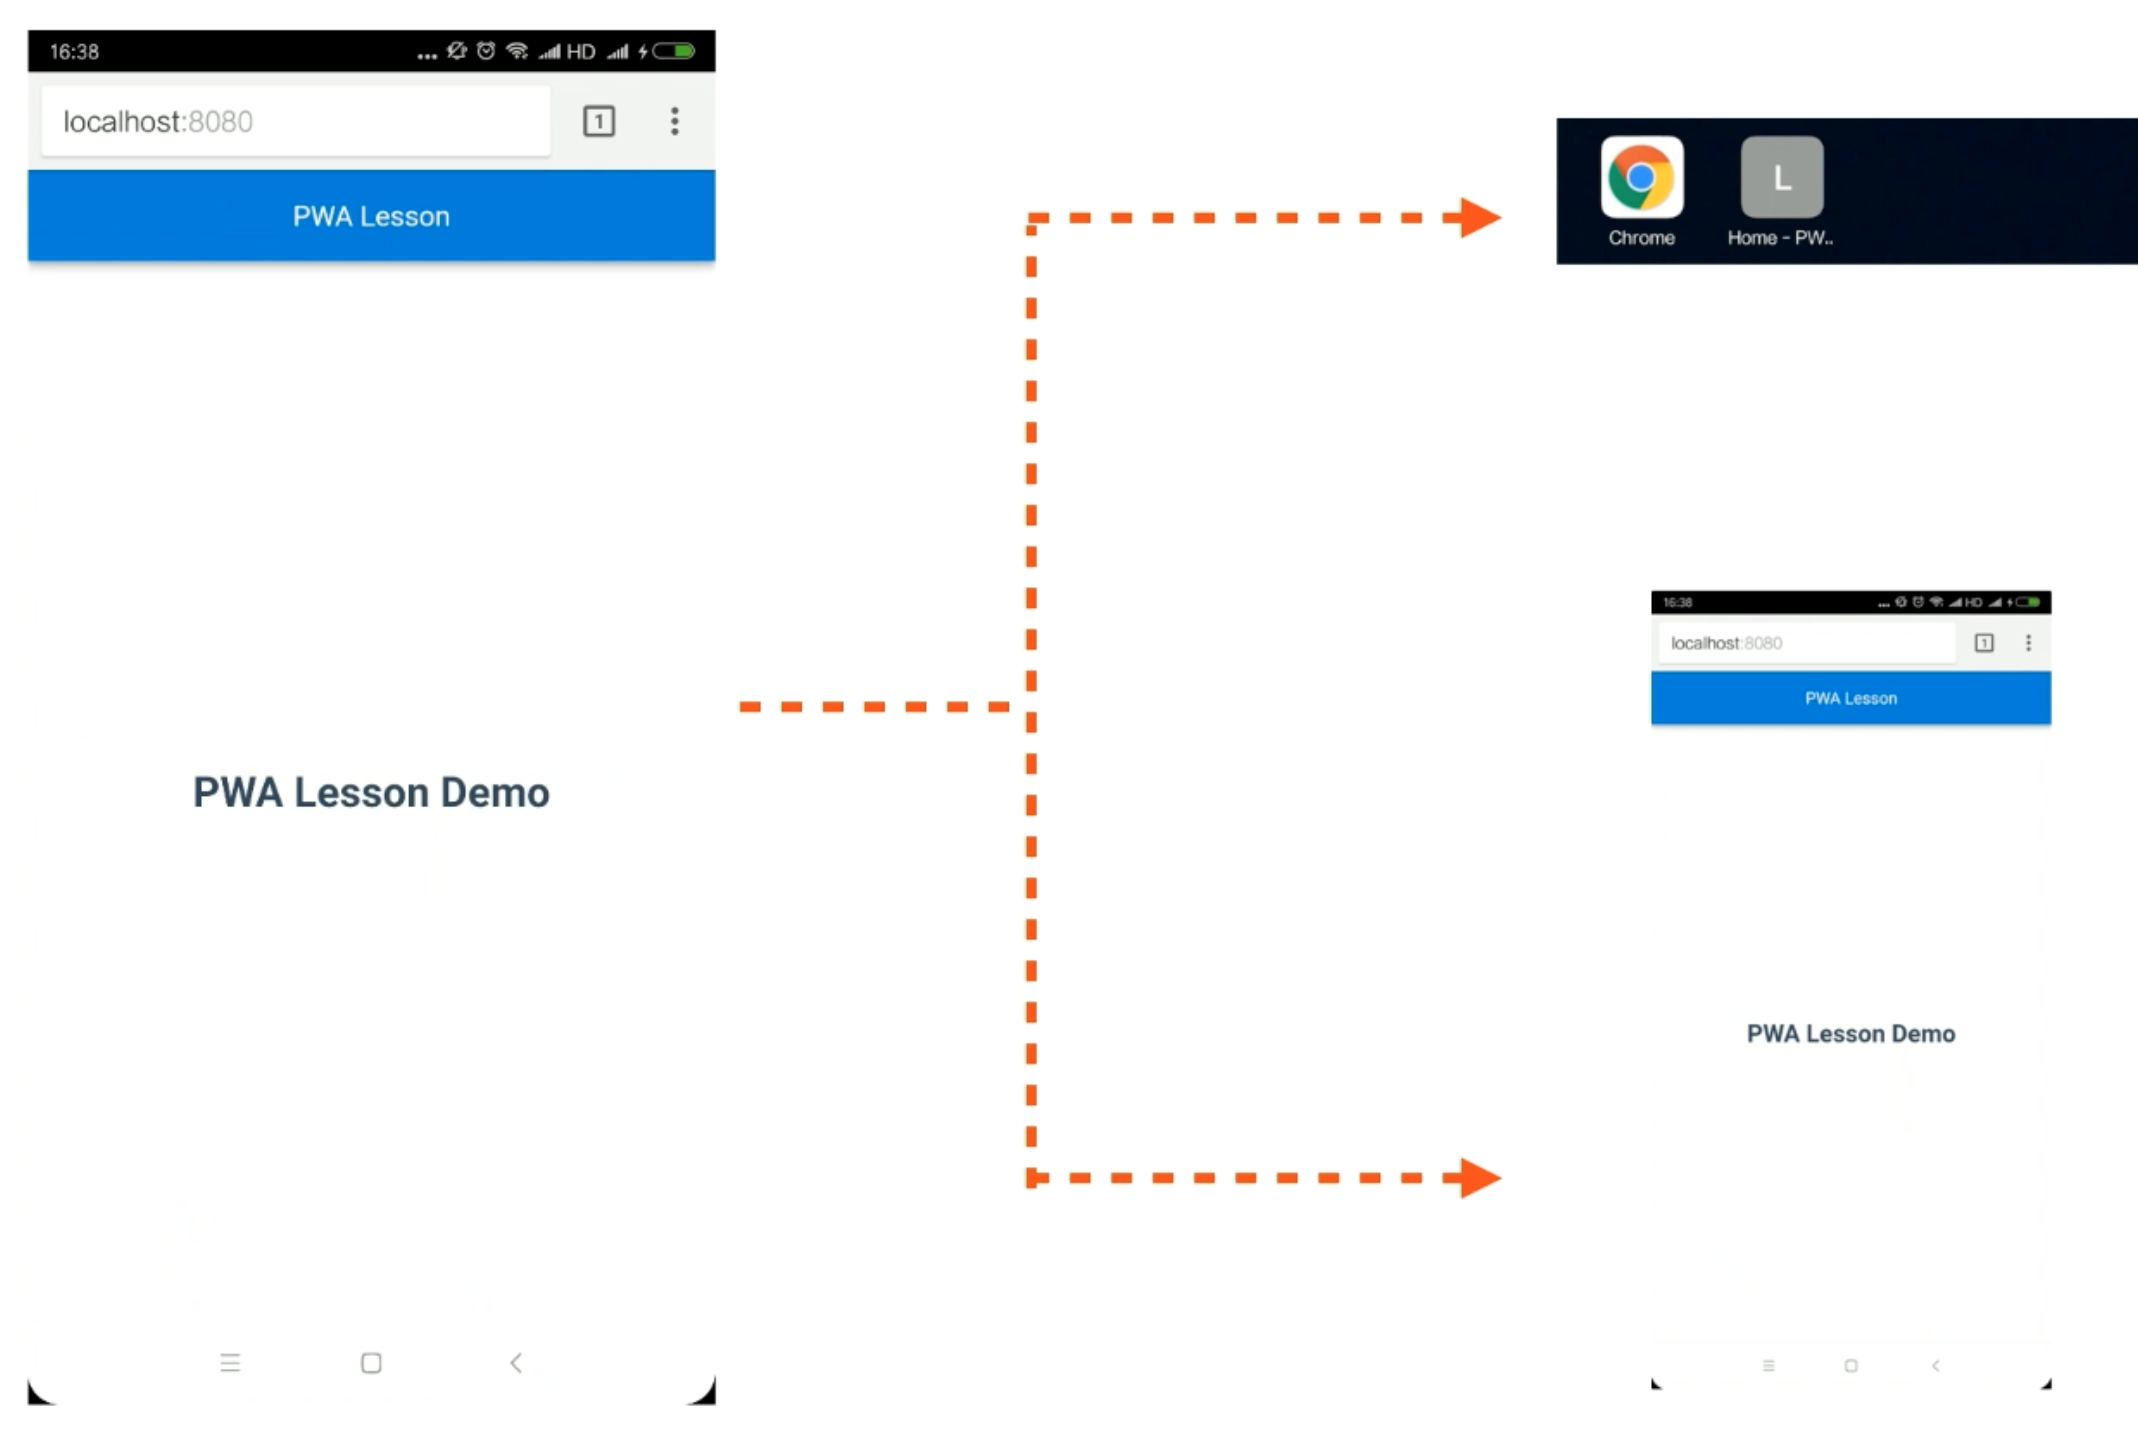 16:38
... HD
localhost:8080
1
PWA Lesson
PWA Lesson Demo
L
Chrome
Home - PW..
16:38
... HD
localhost:8080
1
PWA Lesson
PWA Lesson Demo